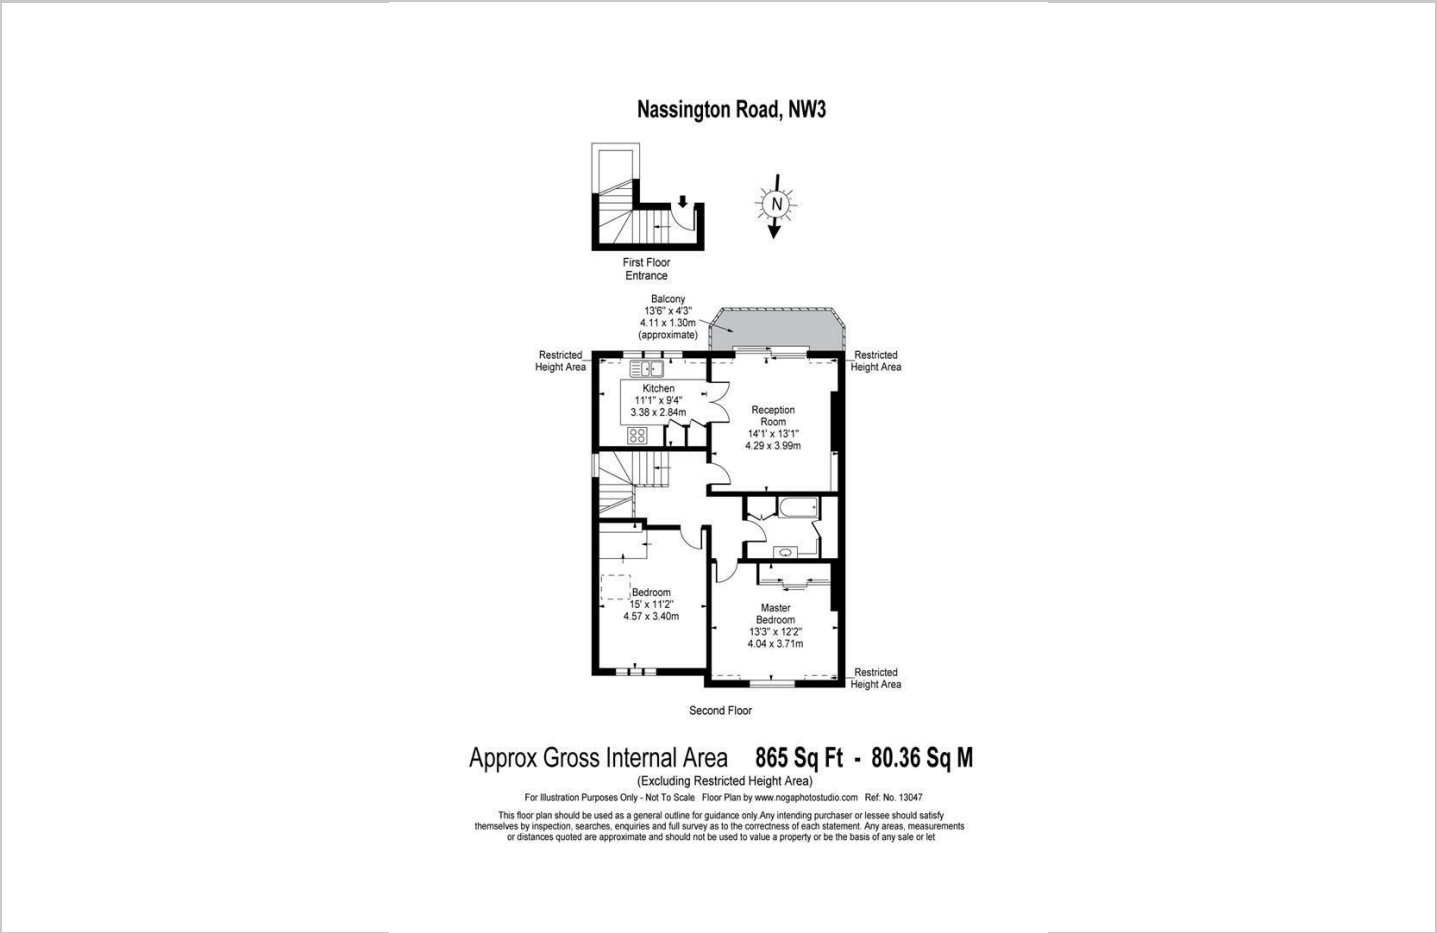 Nassington Road, NW3
N
First Floor
Entrance
Balcony
13'6" x 4'3"
4.11 x 1.30m
(approximate)
Restricted
Height Area
Restricted
Height Area
Kitchen
11'1" x 9'4"
3.38 x 2.84m
Reception
Room
14'1' x 13'1"
4.29 x 3.99m
Bedroom
15' x 11'2"
4.57 x 3.40m
Master
Bedroom
13'3" x 12'2"
4.04 x 3.71m
Restricted
Height Area
Second Floor
Approx Gross Internal Area 865 Sq Ft - 80.36 Sq M
(Excluding Restricted Height Area)
For Illustration Purposes Only - Not To Scale Floor Plan by www.nogaphotostudio.com Ref: No. 13047
This floor plan should be used as a general outline for guidance only.Any intending purchaser or lessee should satisfy
themselves by inspection, searches, enquiries and full survey as to the correctness of each statement. Any areas, measurements
or distances quoted are approximate and should not be used to value a property or be the basis of any sale or let